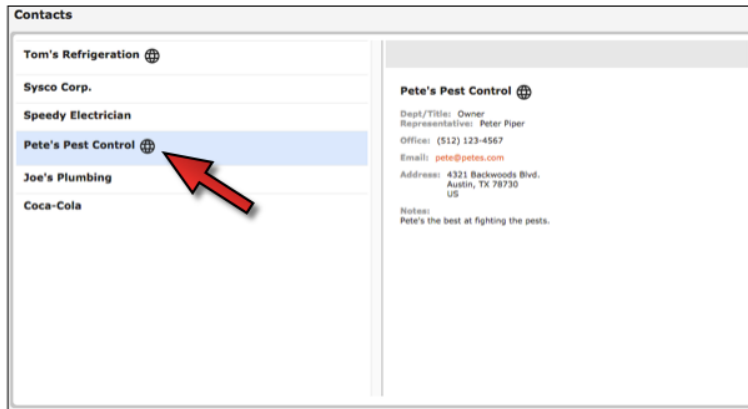 Contacts
Tom's Refrigeration
Sysco Corp.
Speedy Electrician
Pete's Pest Control
Joe's Plumbing
Coca-Cola
Pete's Pest Control
Dept/Title: Owner
Representative: Peter Piper
Office: (512) 123-4567
Email: pete@petes.com
Address: 4321 Backwoods Blvd.
Austin, TX 78730
US
Notes:
Pete's the best at fighting the pests.